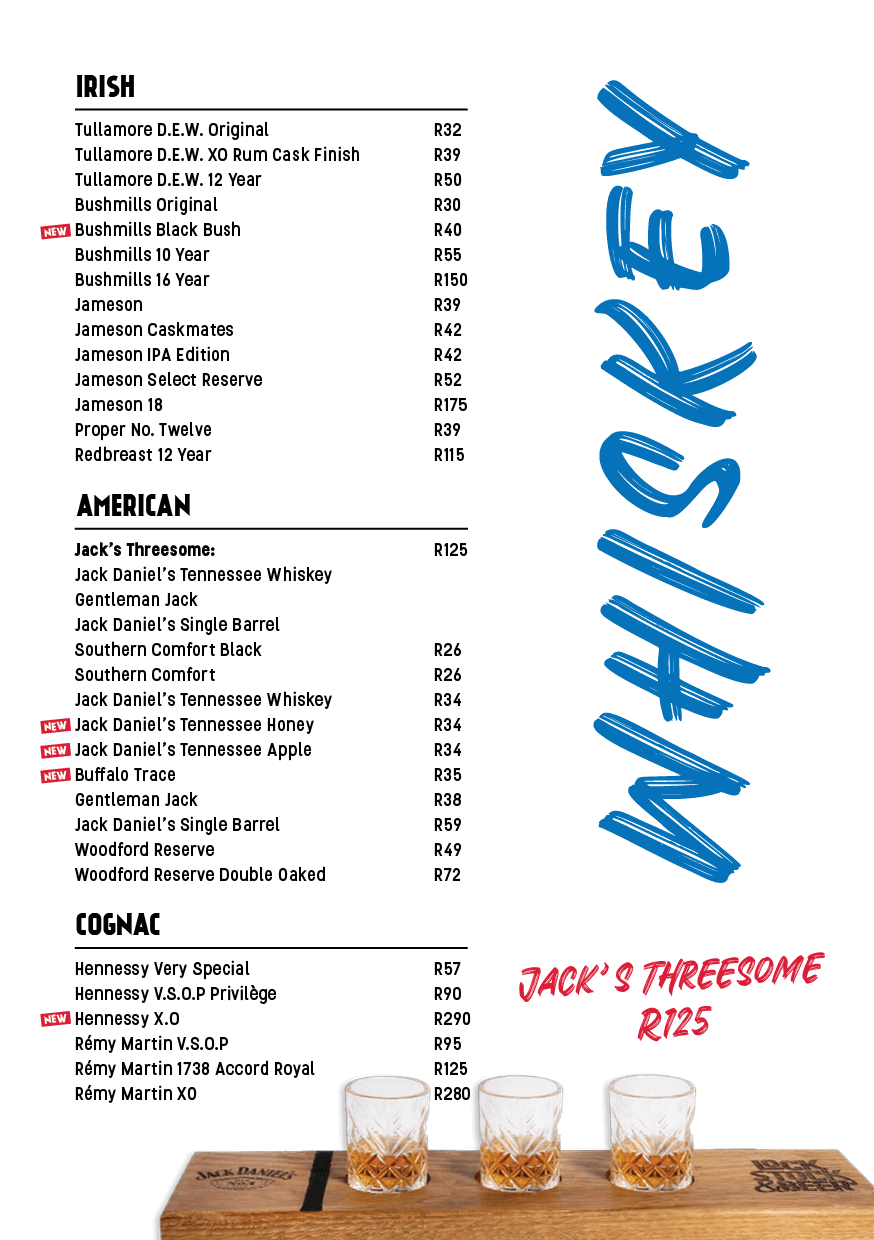 IRISH
Tullamore D.E.W. Original R32
Tullamore D.E.W. XO Rum Cask Finish R39
Tullamore D.E.W. 12 Year R50
Bushmills Original R30
NEW Bushmills Black Bush R40
Bushmills 10 Year R55
Bushmills 16 Year R150
Jameson R39
Jameson Caskmates R42
Jameson IPA Edition R42
Jameson Select Reserve R52
Jameson 18 R175
Proper No. Twelve R39
Redbreast 12 Year R115
AMERICAN
Jack's Threesome: R125
Jack Daniel's Tennessee Whiskey
Gentleman Jack
Jack Daniel's Single Barrel
Southern Comfort Black R26
Southern Comfort R26
Jack Daniel's Tennessee Whiskey R34
NEW Jack Daniel's Tennessee Honey R34
NEW Jack Daniel's Tennessee Apple R34
NEW Buffalo Trace R35
Gentleman Jack R38
Jack Daniel's Single Barrel R59
Woodford Reserve R49
Woodford Reserve Double Oaked R72
COGNAC
Hennessy Very Special R57
Hennessy V.S.O.P Privilège R90
NEW Hennessy X.O R290
Rémy Martin V.S.O.P R95
Rémy Martin 1738 Accord Royal R125
Rémy Martin XO R280
WHISKEY
JACK'S THREESOME
R125
JACK DANIEL'S
LOCK
STOCK
&BEER